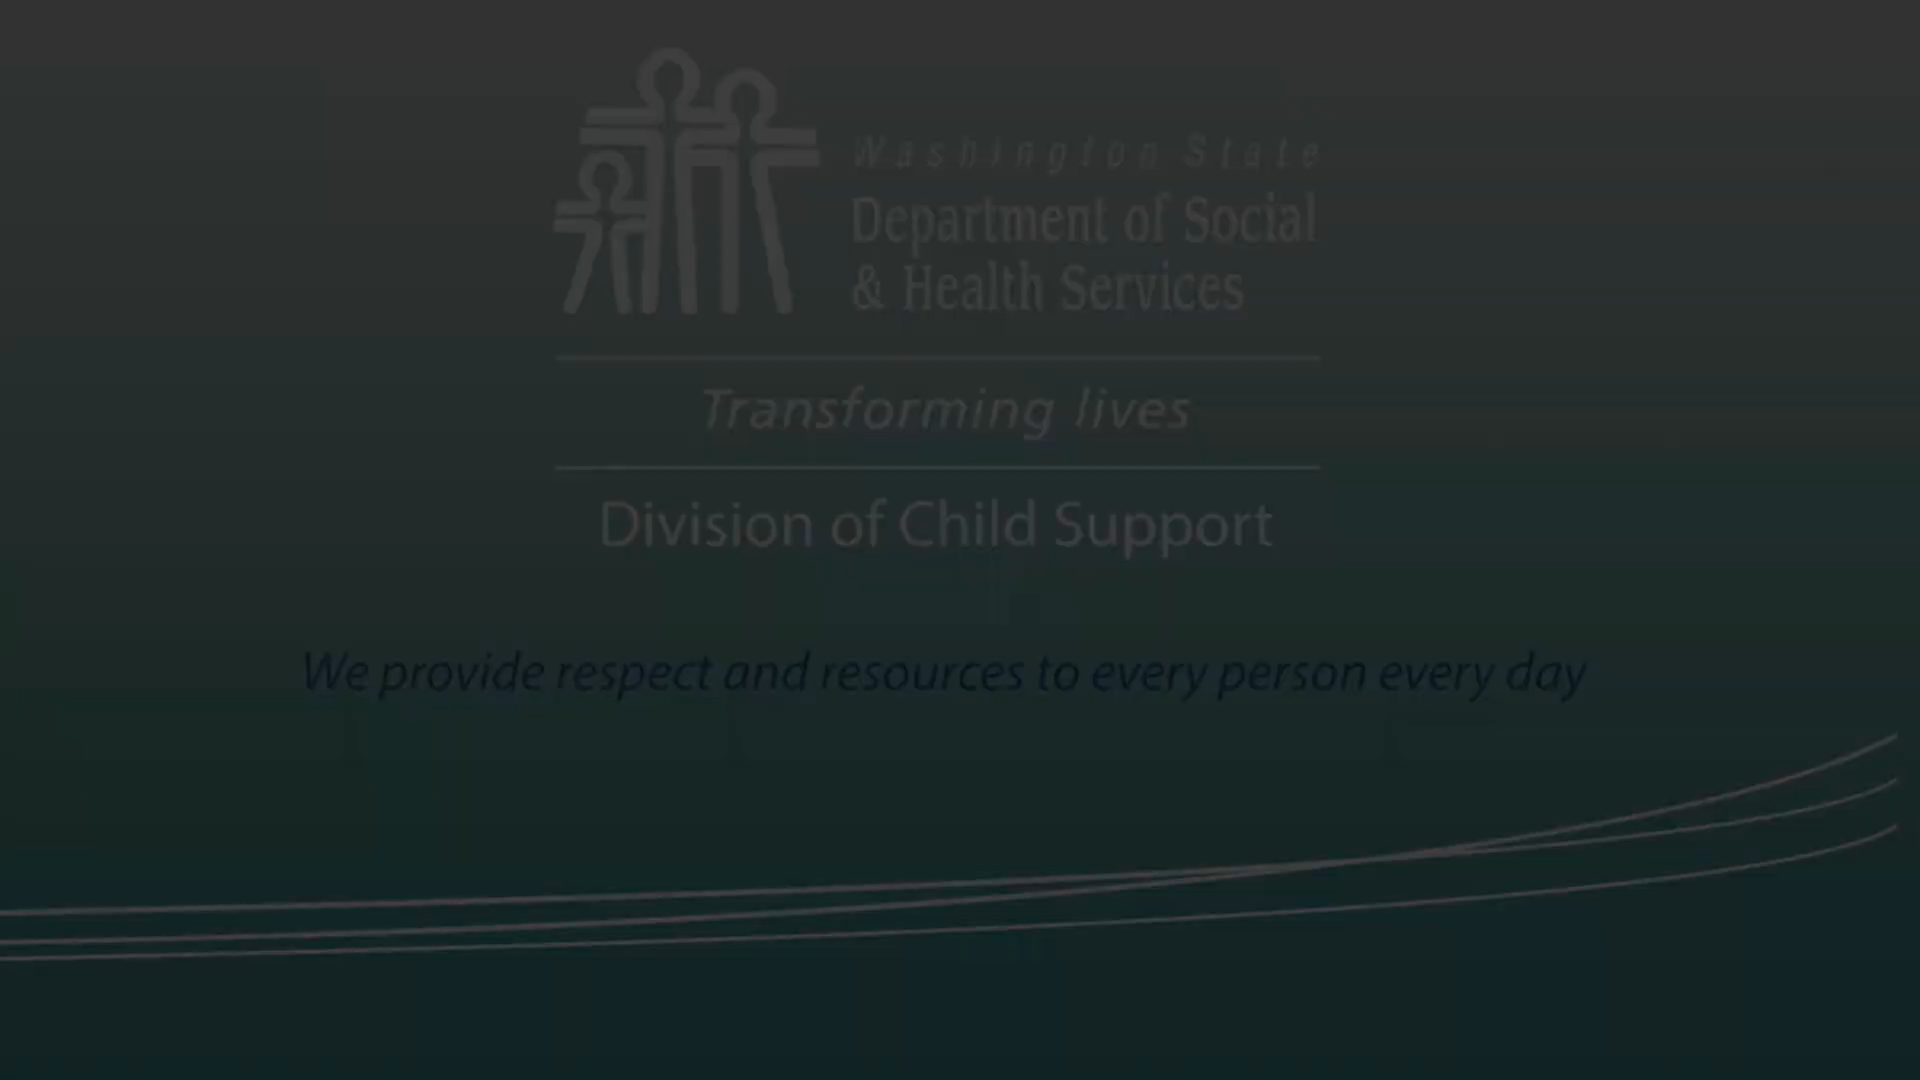 Washington State
Department of Social
& Health Services
Transforming lives
Division of Child Support
We provide respect and resources to every person every day